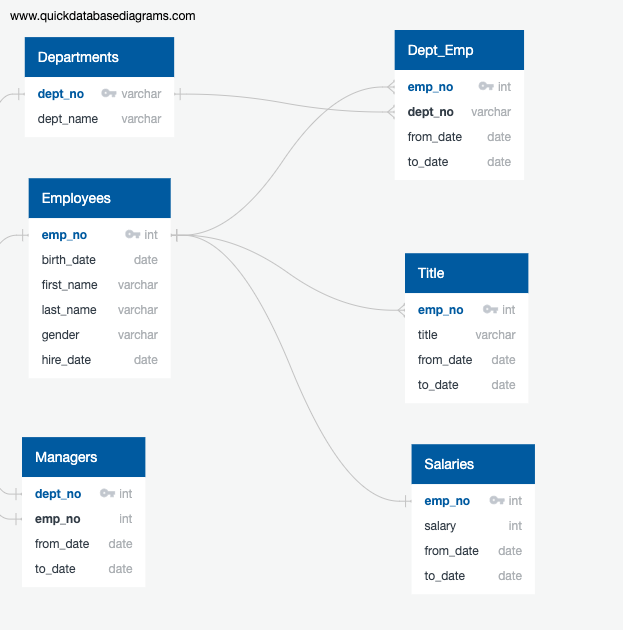 www.quickdatabasediagrams.com
Departments
dept_no varchar
dept_name varchar
Employees
emp_no int
birth_date date
first_name varchar
last_name varchar
gender varchar
hire_date date
Managers
dept_no int
emp_no int
from_date date
to_date date
Dept_Emp
emp_no int
dept_no varchar
from_date date
to_date date
Title
emp_no int
title varchar
from_date date
to_date date
Salaries
emp_no int
salary int
from_date date
to_date date